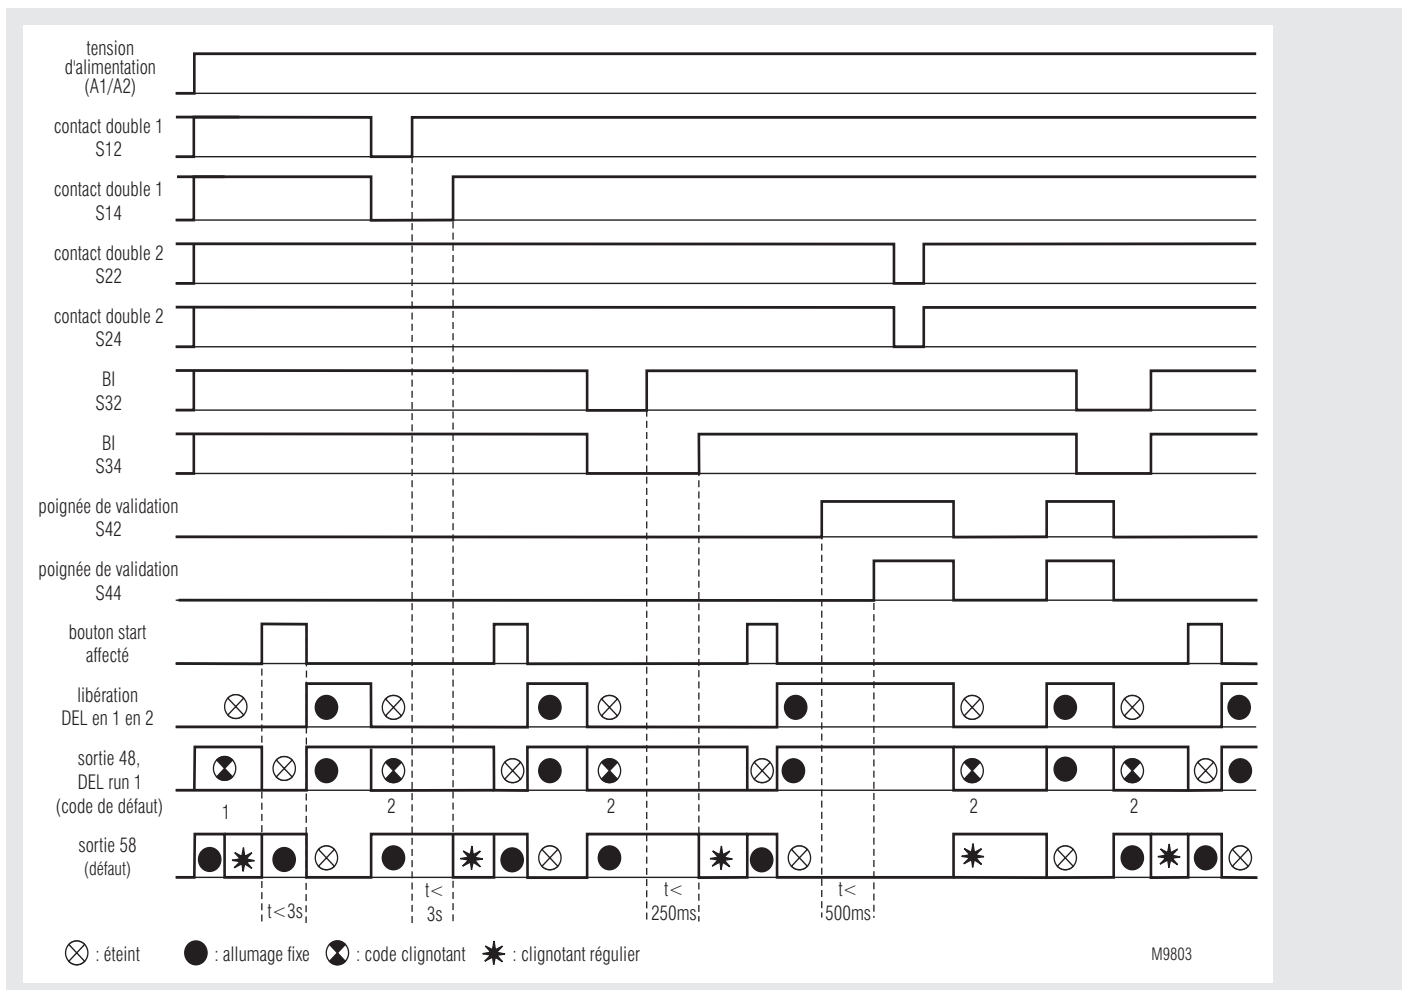 tension
d'alimentation
(A1/A2)
contact double 1
S12
contact double 1
S14
contact double 2
S22
contact double 2
S24
BI
S32
BI
S34
poignée de validation
S42
poignée de validation
S44
bouton start
affecté
libération
DEL en 1 en 2
sortie 48,
DEL run 1
(code de défaut)
1 2 2 2 2
sortie 58
(défaut)
t<3s
t<
3s
t<
250ms
t<
500ms
: éteint : allumage fixe : code clignotant : clignotant régulier
M9803